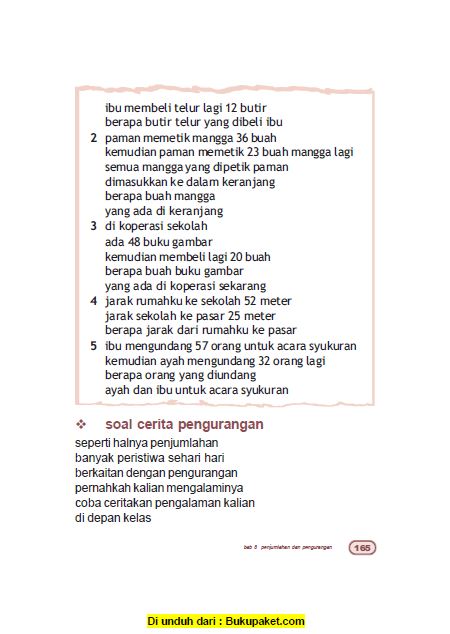 ibu membeli telur lagi 12 butir
berapa butir telur yang dibeli ibu
2 paman memetik mangga 36 buah
kemudian paman memetik 23 buah mangga lagi
semua mangga yang dipetik paman
dimasukkan ke dalam keranjang
berapa buah mangga
yang ada di keranjang
3 di koperasi sekolah
ada 48 buku gambar
kemudian membeli lagi 20 buah
berapa buah buku gambar
yang ada di koperasi sekarang
4 jarak rumahku ke sekolah 52 meter
jarak sekolah ke pasar 25 meter
berapa jarak dari rumahku ke pasar
5 ibu mengundang 57 orang untuk acara syukuran
kemudian ayah mengundang 32 orang lagi
berapa orang yang diundang
ayah dan ibu untuk acara syukuran
❖ soal cerita pengurangan
seperti halnya penjumlahan
banyak peristiwa sehari hari
berkaitan dengan pengurangan
pernahkah kalian mengalaminya
coba ceritakan pengalaman kalian
di depan kelas
bab 8 penjumlahan dan pengurangan 165
Di unduh dari : Bukupaket.com